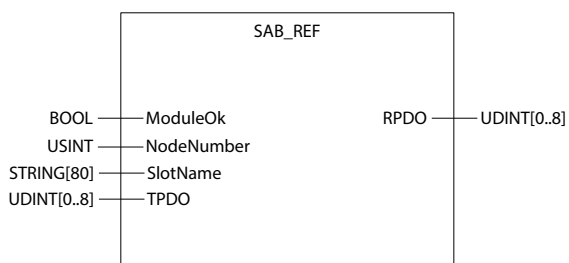 SAB_REF
BOOL ModuleOk RPDO UDINT[0..8]
USINT NodeNumber
STRING[80] SlotName
UDINT[0..8] TPDO